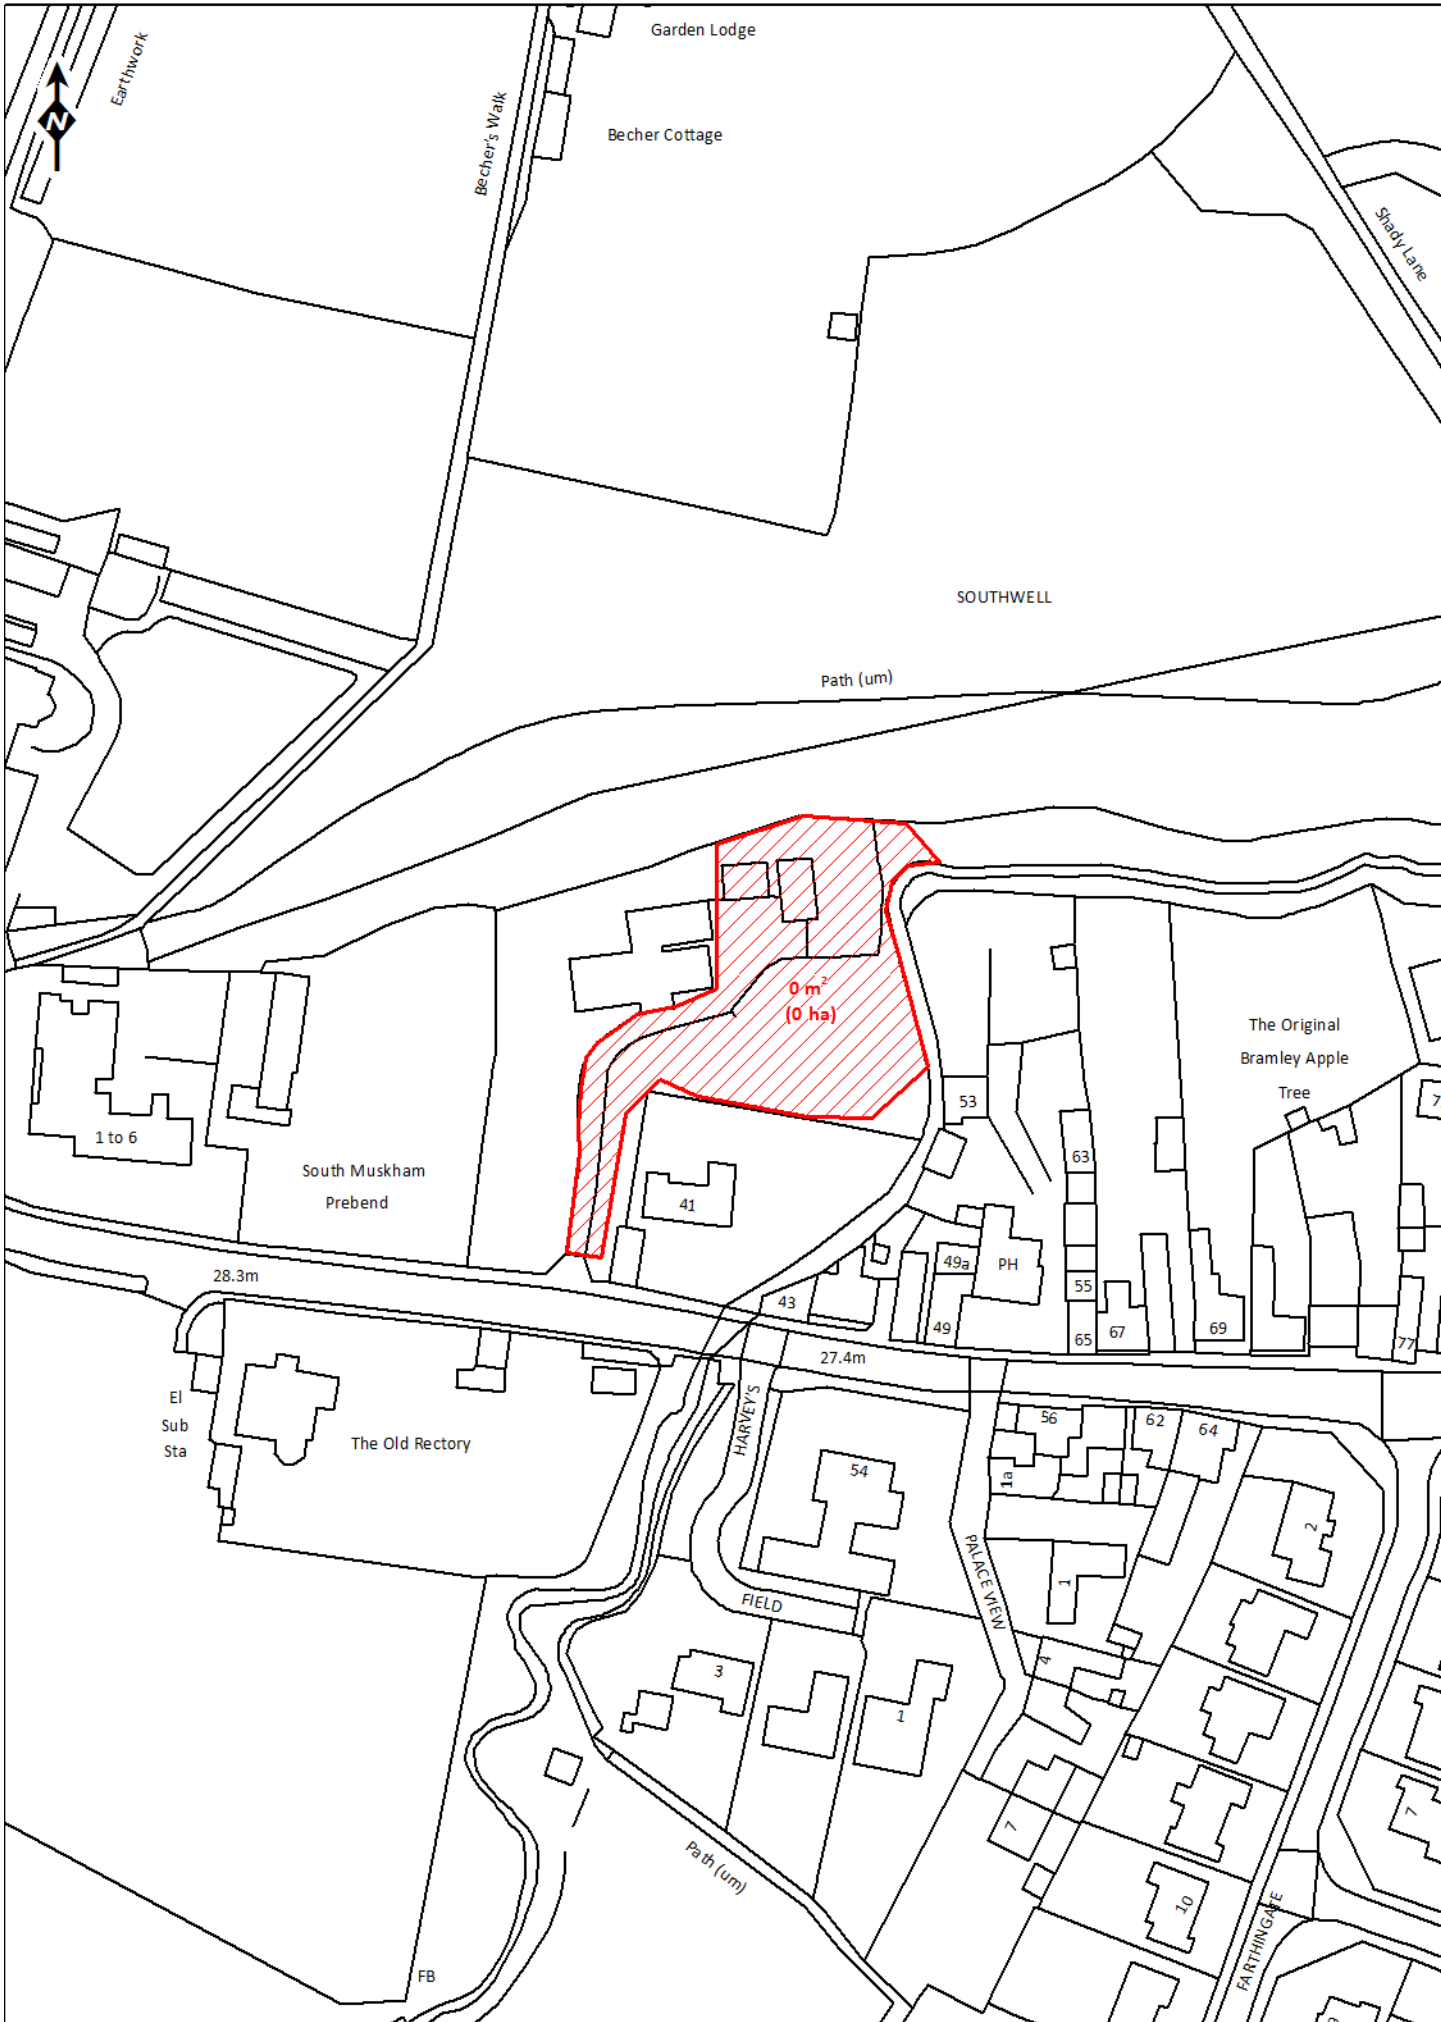 Garden Lodge
Earthwork
N
Becher's Walk
Becher Cottage
Shady Lane
SOUTHWELL
Path (um)
0 m²
(0 ha)
The Original
Bramley Apple
Tree
53
7
1 to 6
63
South Muskham
Prebend
41
28.3m
49a
PH
55
43
49
65
67
69
77
27.4m
El
Sub
Sta
The Old Rectory
HARVEY'S
56
62
64
54
1a
2
PALACE VIEW
1
FIELD
4
3
1
7
7
Path (um)
10
FARTHINGATE
FB